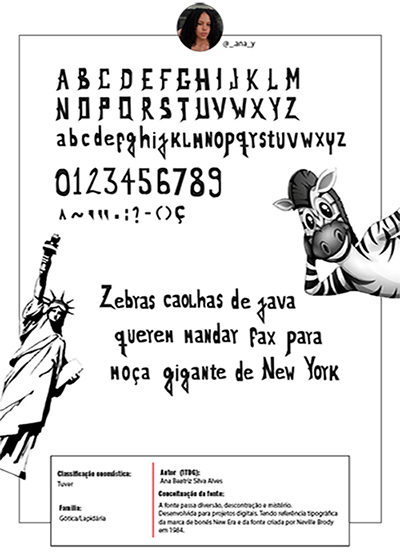 @_.ana_y
A B C D E F G H I J K L M
N O P Q R S T U V W X Y Z
a b c d e f g h i j k l m n o p q r s t u v w x y z
0 1 2 3 4 5 6 7 8 9
^ ~ " " . : ? - ( ) Ç
Zebras caolhas de java
querem mandar fax para
moça gigante de New York
Classificação onomástica:
Tuver
Família:
Gótica/Lapidária
Autor (ITDG):
Ana Beatriz Silva Alves
Conceituação da fonte:
A fonte passa diversão, descontração e mistério.
Desenvolvida para projetos digitais. Tendo referência tipográfica
da marca de bonés New Era e da fonte criada por Neville Brody
em 1984.